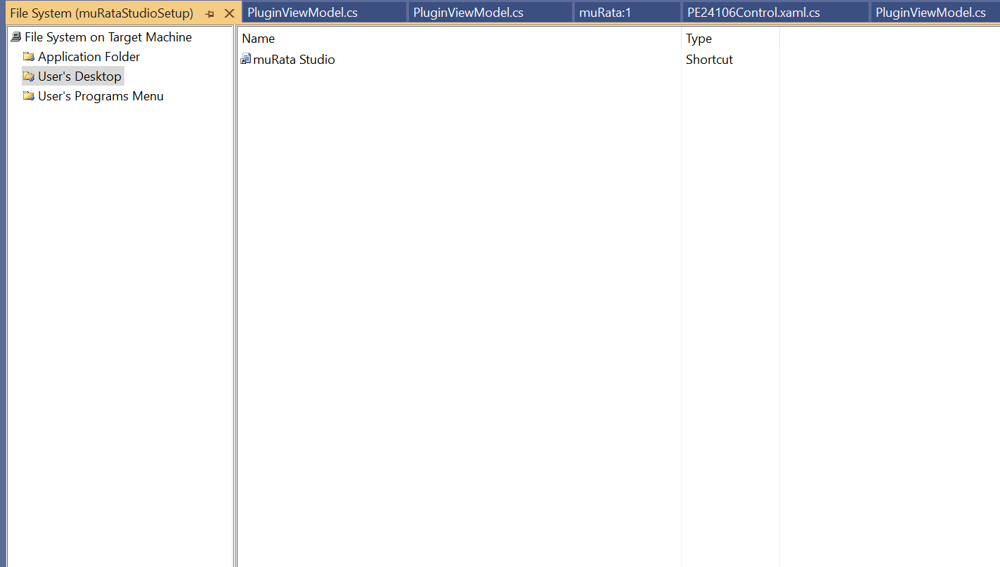 File System (muRataStudioSetup)
PluginViewModel.cs
PluginViewModel.cs
muRata:1
PE24106Control.xaml.cs
PluginViewModel.cs
File System on Target Machine
Application Folder
User's Desktop
User's Programs Menu
Name
Type
muRata Studio
Shortcut